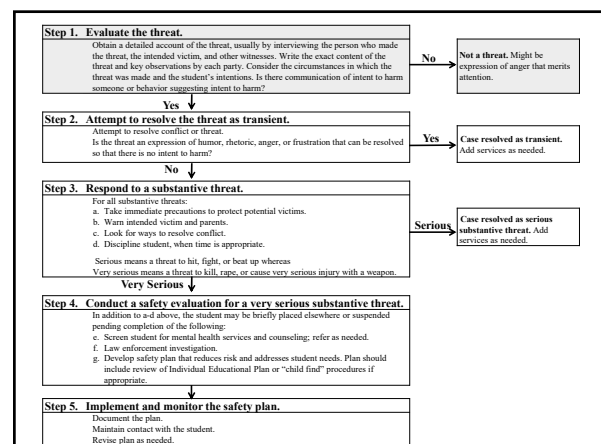 Step 1. Evaluate the threat.
Obtain a detailed account of the threat, usually by interviewing the person who made
the threat, the intended victim, and other witnesses. Write the exact content of the
threat and key observations by each party. Consider the circumstances in which the
threat was made and the student's intentions. Is there communication of intent to harm
someone or behavior suggesting intent to harm?
No
Not a threat. Might be
expression of anger that merits
attention.
Yes
Step 2. Attempt to resolve the threat as transient.
Attempt to resolve conflict or threat.
Is the threat an expression of humor, rhetoric, anger, or frustration that can be resolved
so that there is no intent to harm?
Yes
Case resolved as transient.
Add services as needed.
No
Step 3. Respond to a substantive threat.
For all substantive threats:
a. Take immediate precautions to protect potential victims.
b. Warn intended victim and parents.
c. Look for ways to resolve conflict.
d. Discipline student, when time is appropriate.
Serious means a threat to hit, fight, or beat up whereas
Very serious means a threat to kill, rape, or cause very serious injury with a weapon.
Serious
Case resolved as serious
substantive threat. Add
services as needed.
Very Serious
Step 4. Conduct a safety evaluation for a very serious substantive threat.
In addition to a-d above, the student may be briefly placed elsewhere or suspended
pending completion of the following:
e. Screen student for mental health services and counseling; refer as needed.
f. Law enforcement investigation.
g. Develop safety plan that reduces risk and addresses student needs. Plan should
include review of Individual Educational Plan or “child find” procedures if
appropriate.
Step 5. Implement and monitor the safety plan.
Document the plan.
Maintain contact with the student.
Revise plan as needed.